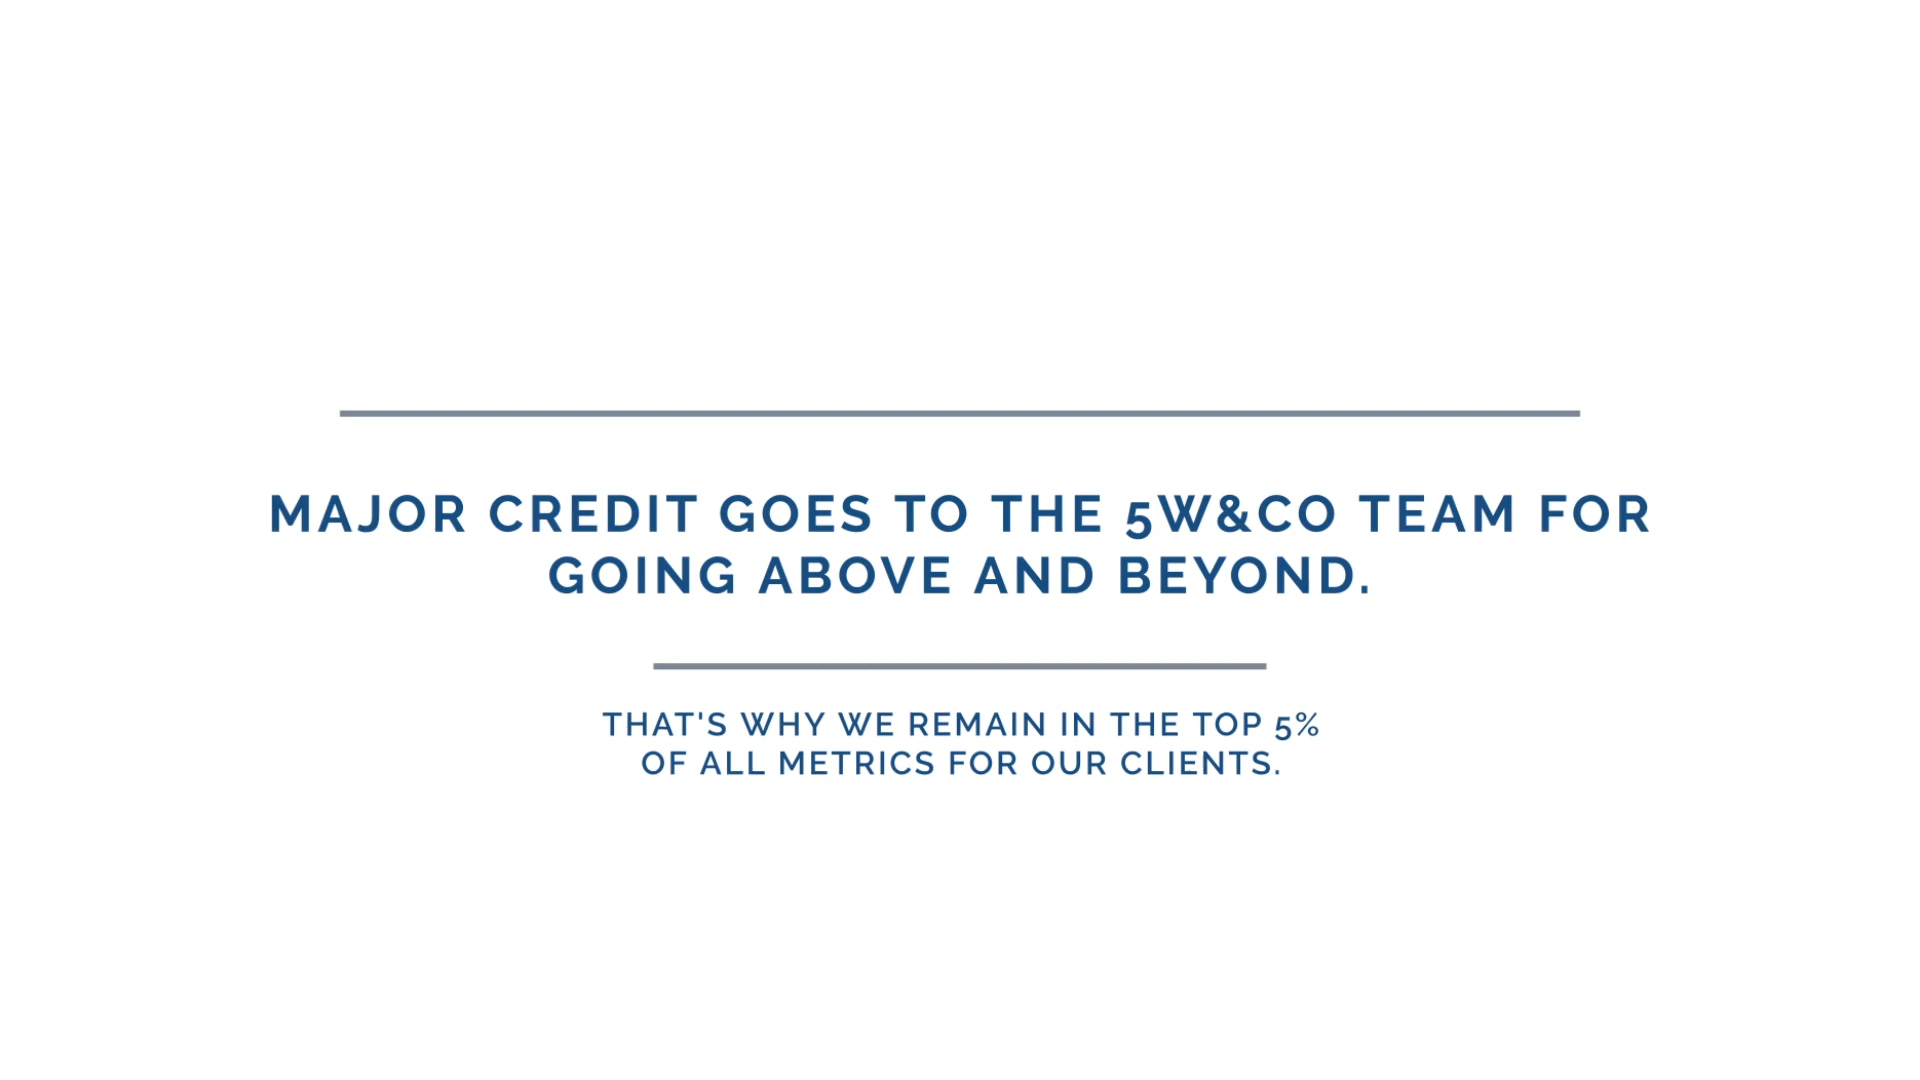 MAJOR CREDIT GOES TO THE 5W&CO TEAM FOR
GOING ABOVE AND BEYOND.
THAT'S WHY WE REMAIN IN THE TOP 5%
OF ALL METRICS FOR OUR CLIENTS.